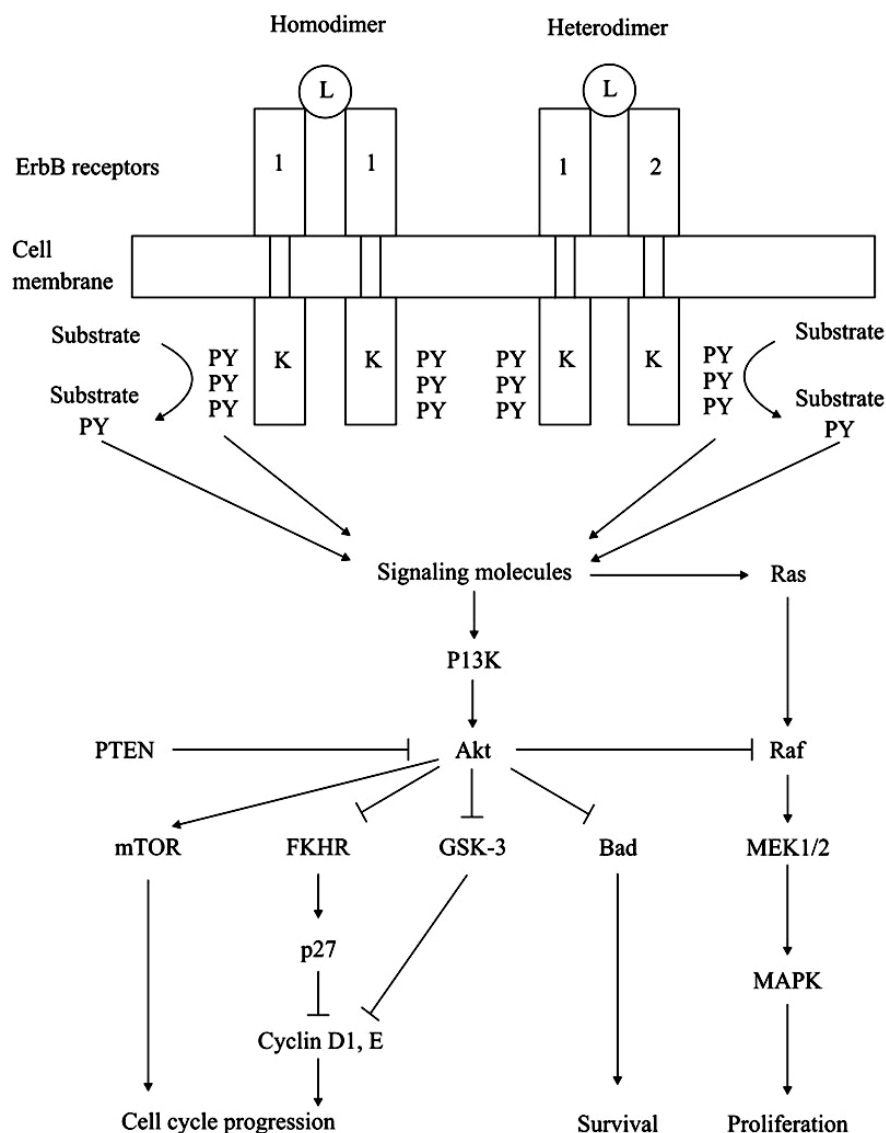 Homodimer
Heterodimer
L
L
ErbB receptors
1
1
1
2
Cell
membrane
Substrate
PY
PY
PY
K
K
PY
PY
PY
PY
PY
PY
K
K
PY
PY
PY
Substrate
Substrate
PY
Substrate
PY
Signaling molecules
Ras
P13K
PTEN
Akt
Raf
mTOR
FKHR
GSK-3
Bad
MEK1/2
p27
MAPK
Cyclin D1, E
Cell cycle progression
Survival
Proliferation